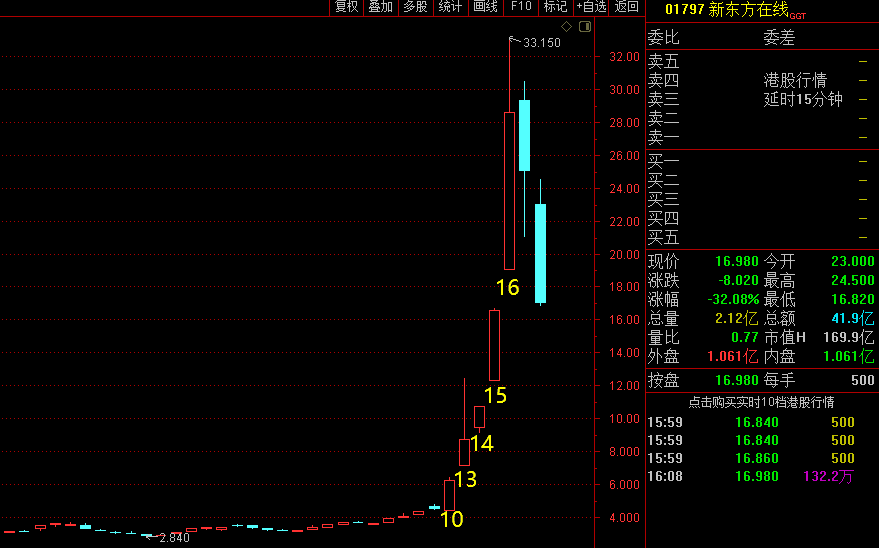 复权 叠加 多股 统计 画线 F10 标记 +自选 返回
01797 新东方在线 GGT
委比 委差
卖五 —
卖四 港股行情 —
卖三 延时15分钟 —
卖二 —
卖一 —
买一 —
买二 —
买三 —
买四 —
买五 —
现价 16.980 今开 23.000
涨跌 -8.020 最高 24.500
涨幅 -32.08% 最低 16.820
总量 2.12亿 总额 41.9亿
量比 0.77 市值H 169.9亿
外盘 1.061亿 内盘 1.061亿
按盘 16.980 每手 500
点击购买实时10档港股行情
15:59 16.840 500
15:59 16.840 500
15:59 16.860 500
16:08 16.980 132.2万
33.150
32.00
30.00
28.00
26.00
24.00
22.00
20.00
18.00
16.00
14.00
12.00
10.00
8.000
6.000
4.000
16
15
14
13
10
2.840